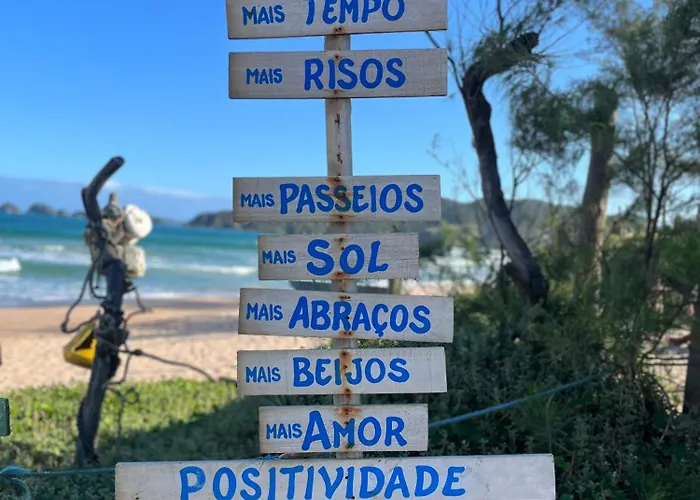 MAIS TEMPO
MAIS RISOS
MAIS PASSEIOS
MAIS SOL
MAIS ABRAÇOS
MAIS BEIJOS
MAIS AMOR
POSITIVIDADE